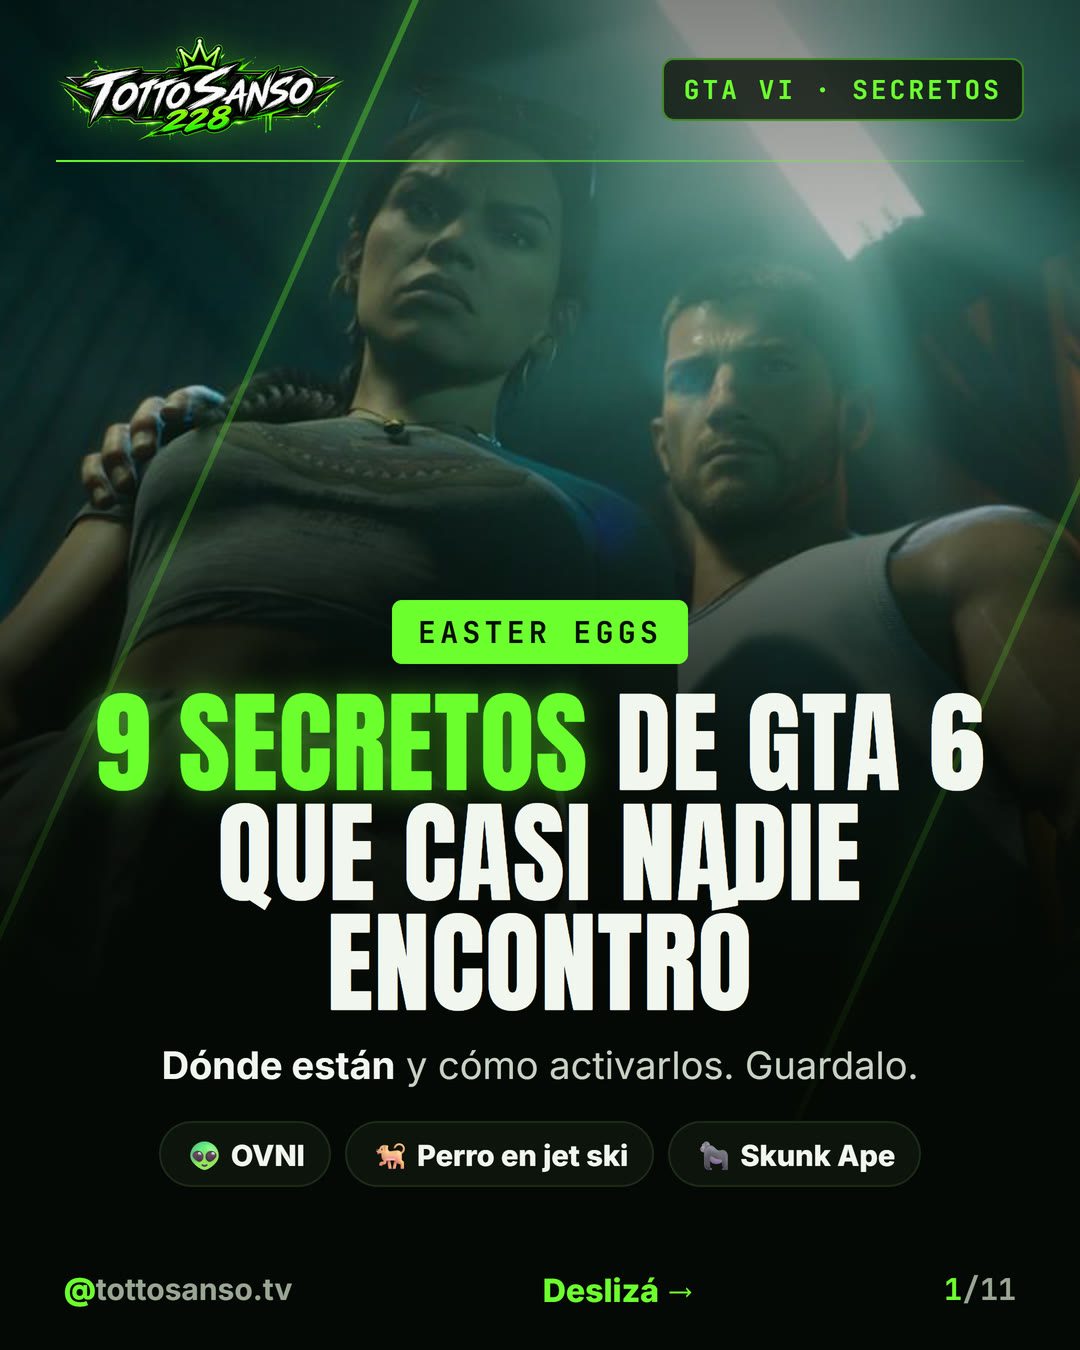 TOTTOSANSO
228
GTA VI · SECRETOS
EASTER EGGS
9 SECRETOS DE GTA 6
QUE CASI NADIE
ENCONTRÓ
Dónde están y cómo activarlos. Guardalo.
👽 OVNI
🐕 Perro en jet ski
🦍 Skunk Ape
@tottosanso.tv
Deslizá →
1/11